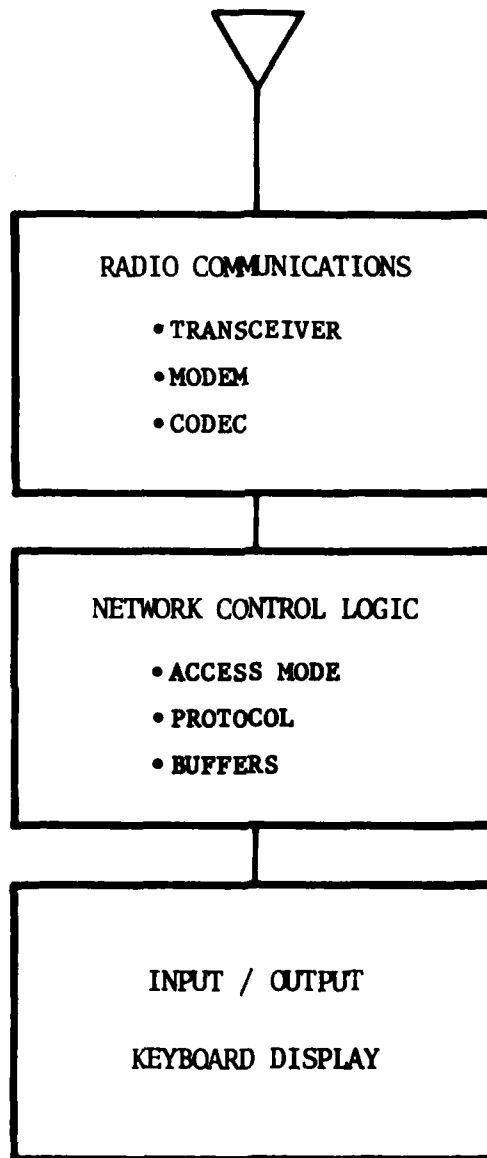 RADIO COMMUNICATIONS
• TRANSCEIVER
• MODEM
• CODEC
NETWORK CONTROL LOGIC
• ACCESS MODE
• PROTOCOL
• BUFFERS
INPUT / OUTPUT
KEYBOARD DISPLAY